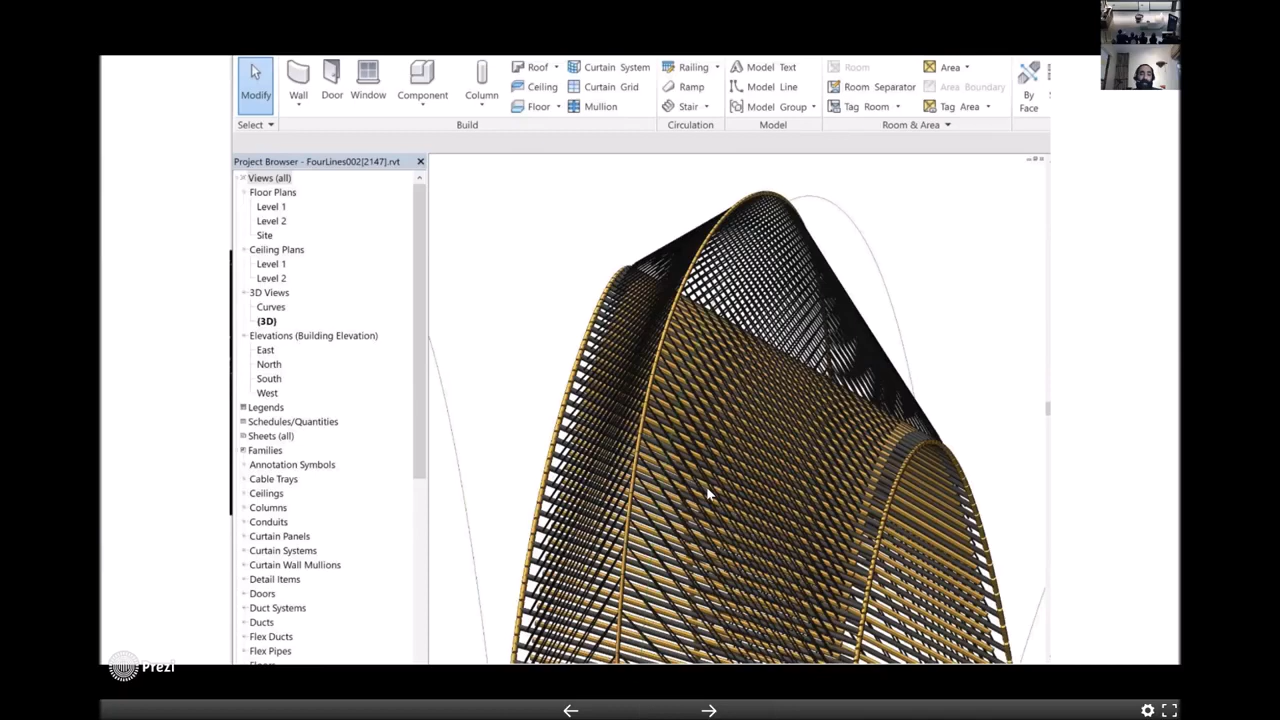 Modify
Wall
Door
Window
Component
Column
Roof
Ceiling
Floor
Curtain System
Curtain Grid
Mullion
Railing
Ramp
Stair
Model Text
Model Line
Model Group
Room
Room Separator
Tag Room
Area
Area Boundary
Tag Area
By
Face
Select
Build
Circulation
Model
Room & Area
Project Browser - FourLines002[2147].rvt
Views (all)
Floor Plans
Level 1
Level 2
Site
Ceiling Plans
Level 1
Level 2
3D Views
Curves
{3D}
Elevations (Building Elevation)
East
North
South
West
Legends
Schedules/Quantities
Sheets (all)
Families
Annotation Symbols
Cable Trays
Ceilings
Columns
Conduits
Curtain Panels
Curtain Systems
Curtain Wall Mullions
Detail Items
Doors
Duct Systems
Ducts
Flex Ducts
Flex Pipes
Prezi